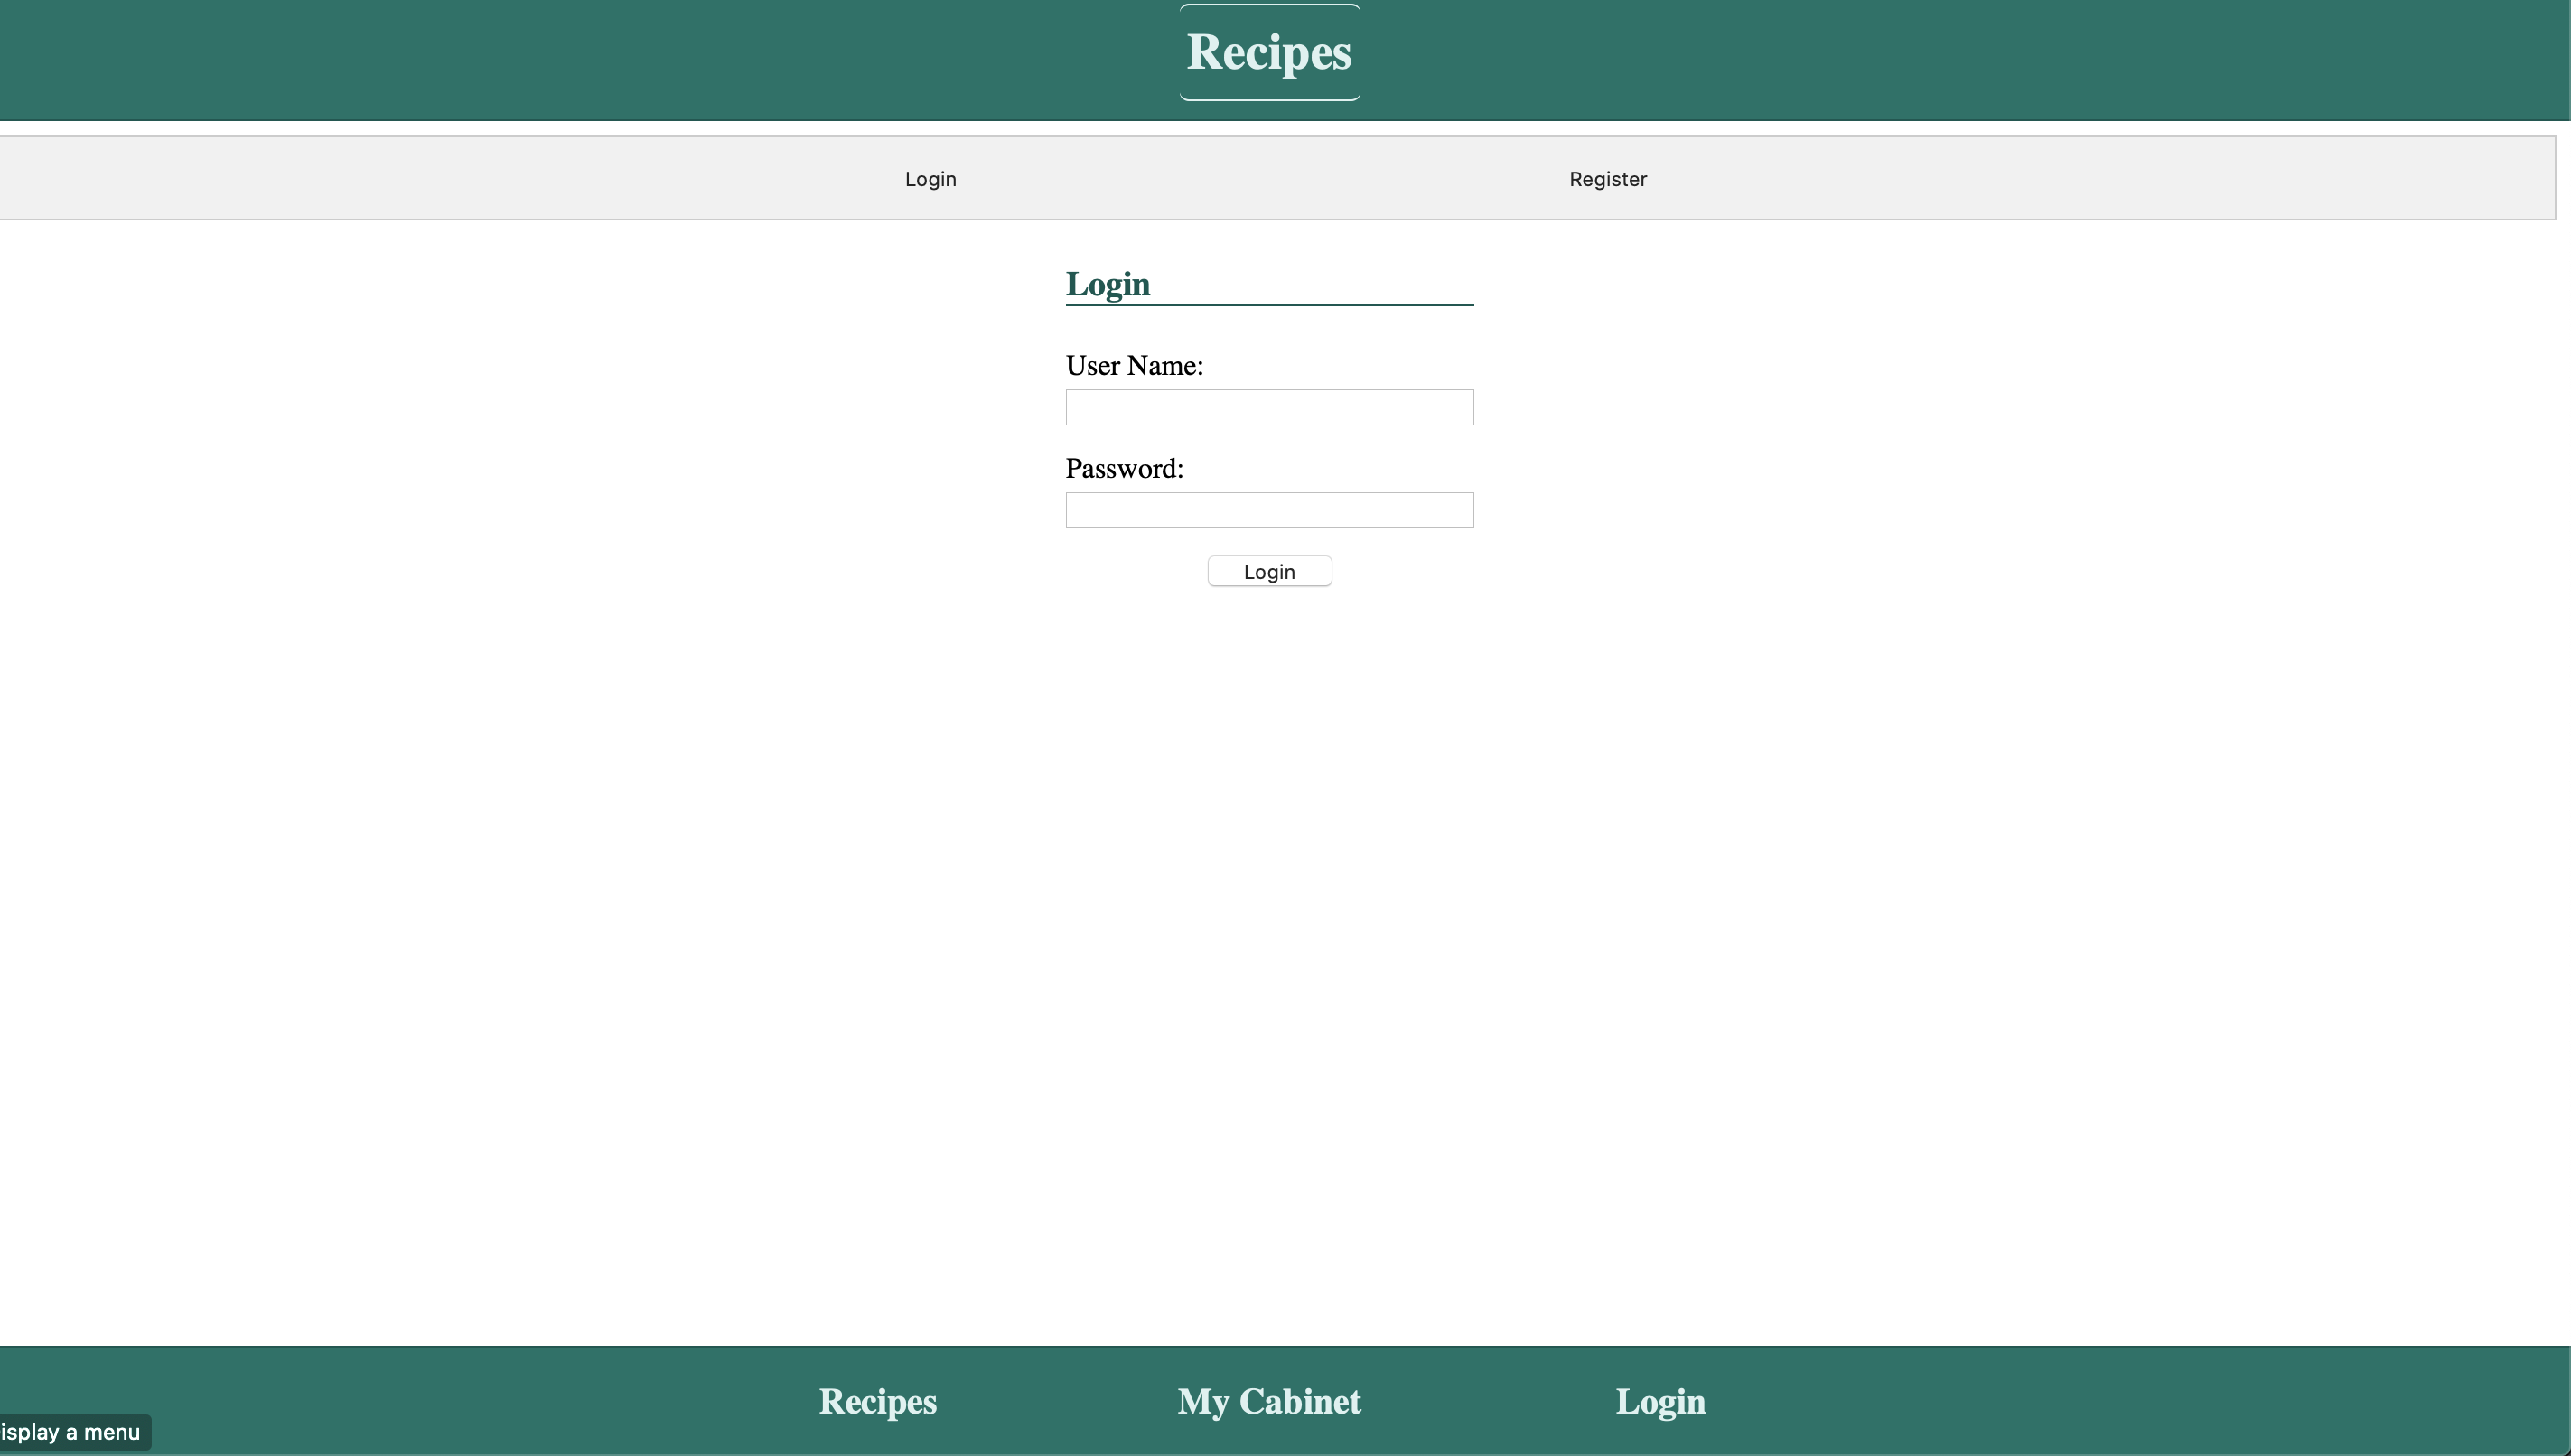 Recipes
Login Register
Login
User Name:
Password:
Login
Recipes My Cabinet Login
isplay a menu